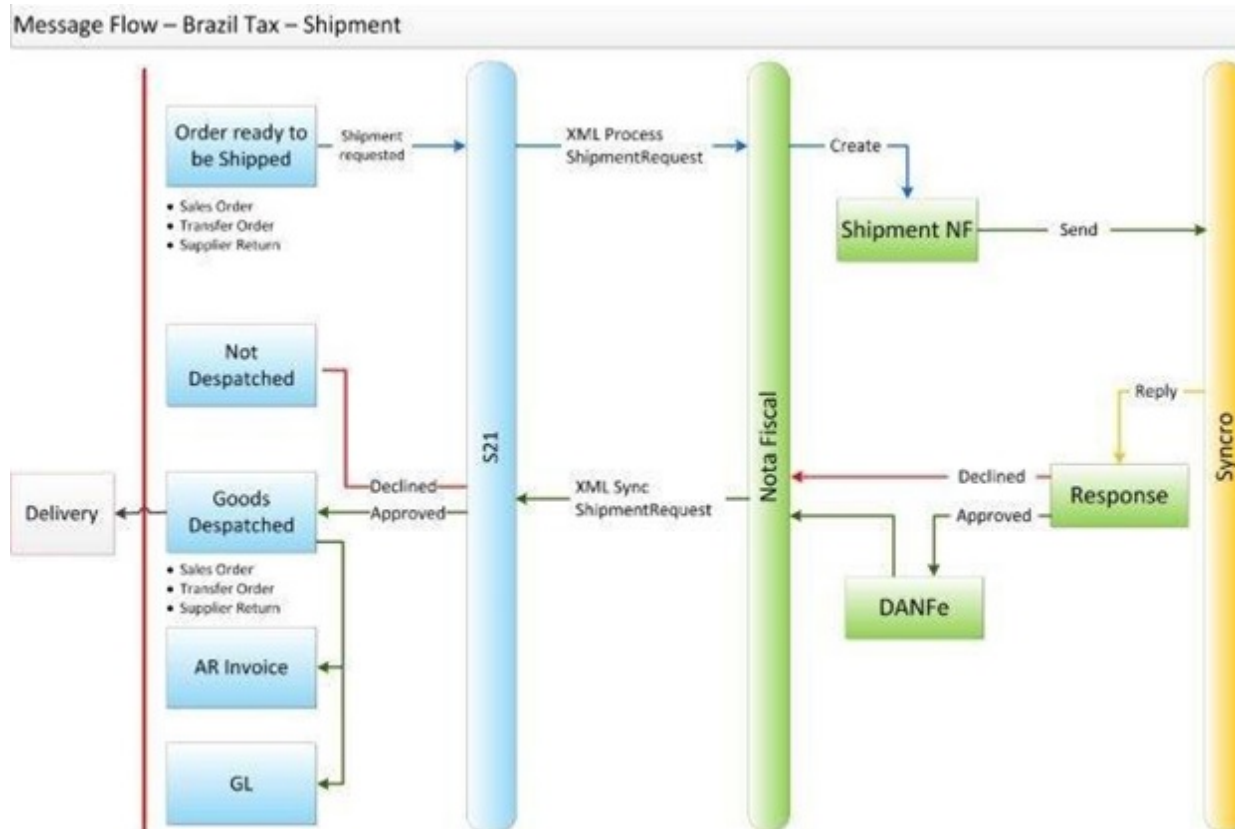 Message Flow – Brazil Tax – Shipment
Order ready to
be Shipped
Shipment
requested
XML Process
ShipmentRequest
Create
• Sales Order
• Transfer Order
• Supplier Return
Shipment NF
Send
Not
Despatched
S21
Nota Fiscal
Syncro
Reply
Declined
Approved
XML Sync
ShipmentRequest
Declined
Approved
Response
Delivery
Goods
Despatched
• Sales Order
• Transfer Order
• Supplier Return
DANFe
AR Invoice
GL